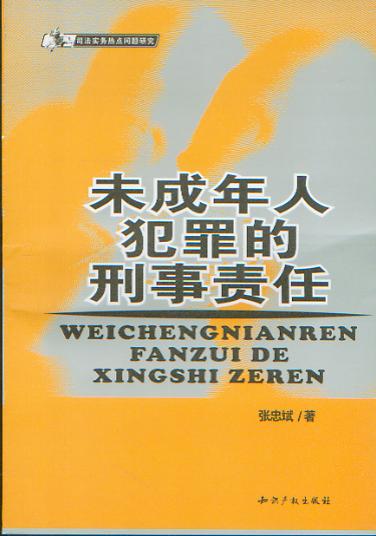 司法实务热点问题研究
未成年人
犯罪的
刑事责任
WEICHENGNIANREN
FANZUI DE
XINGSHI ZEREN
张忠斌/著
知识产权出版社